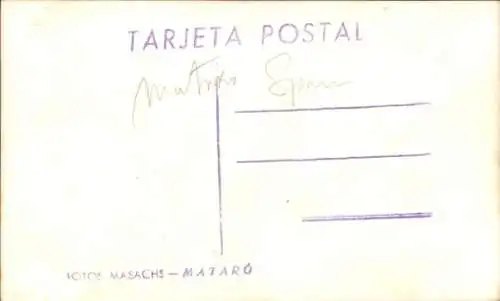 TARJETA POSTAL
FOTOS MASACHS — MATARÓ